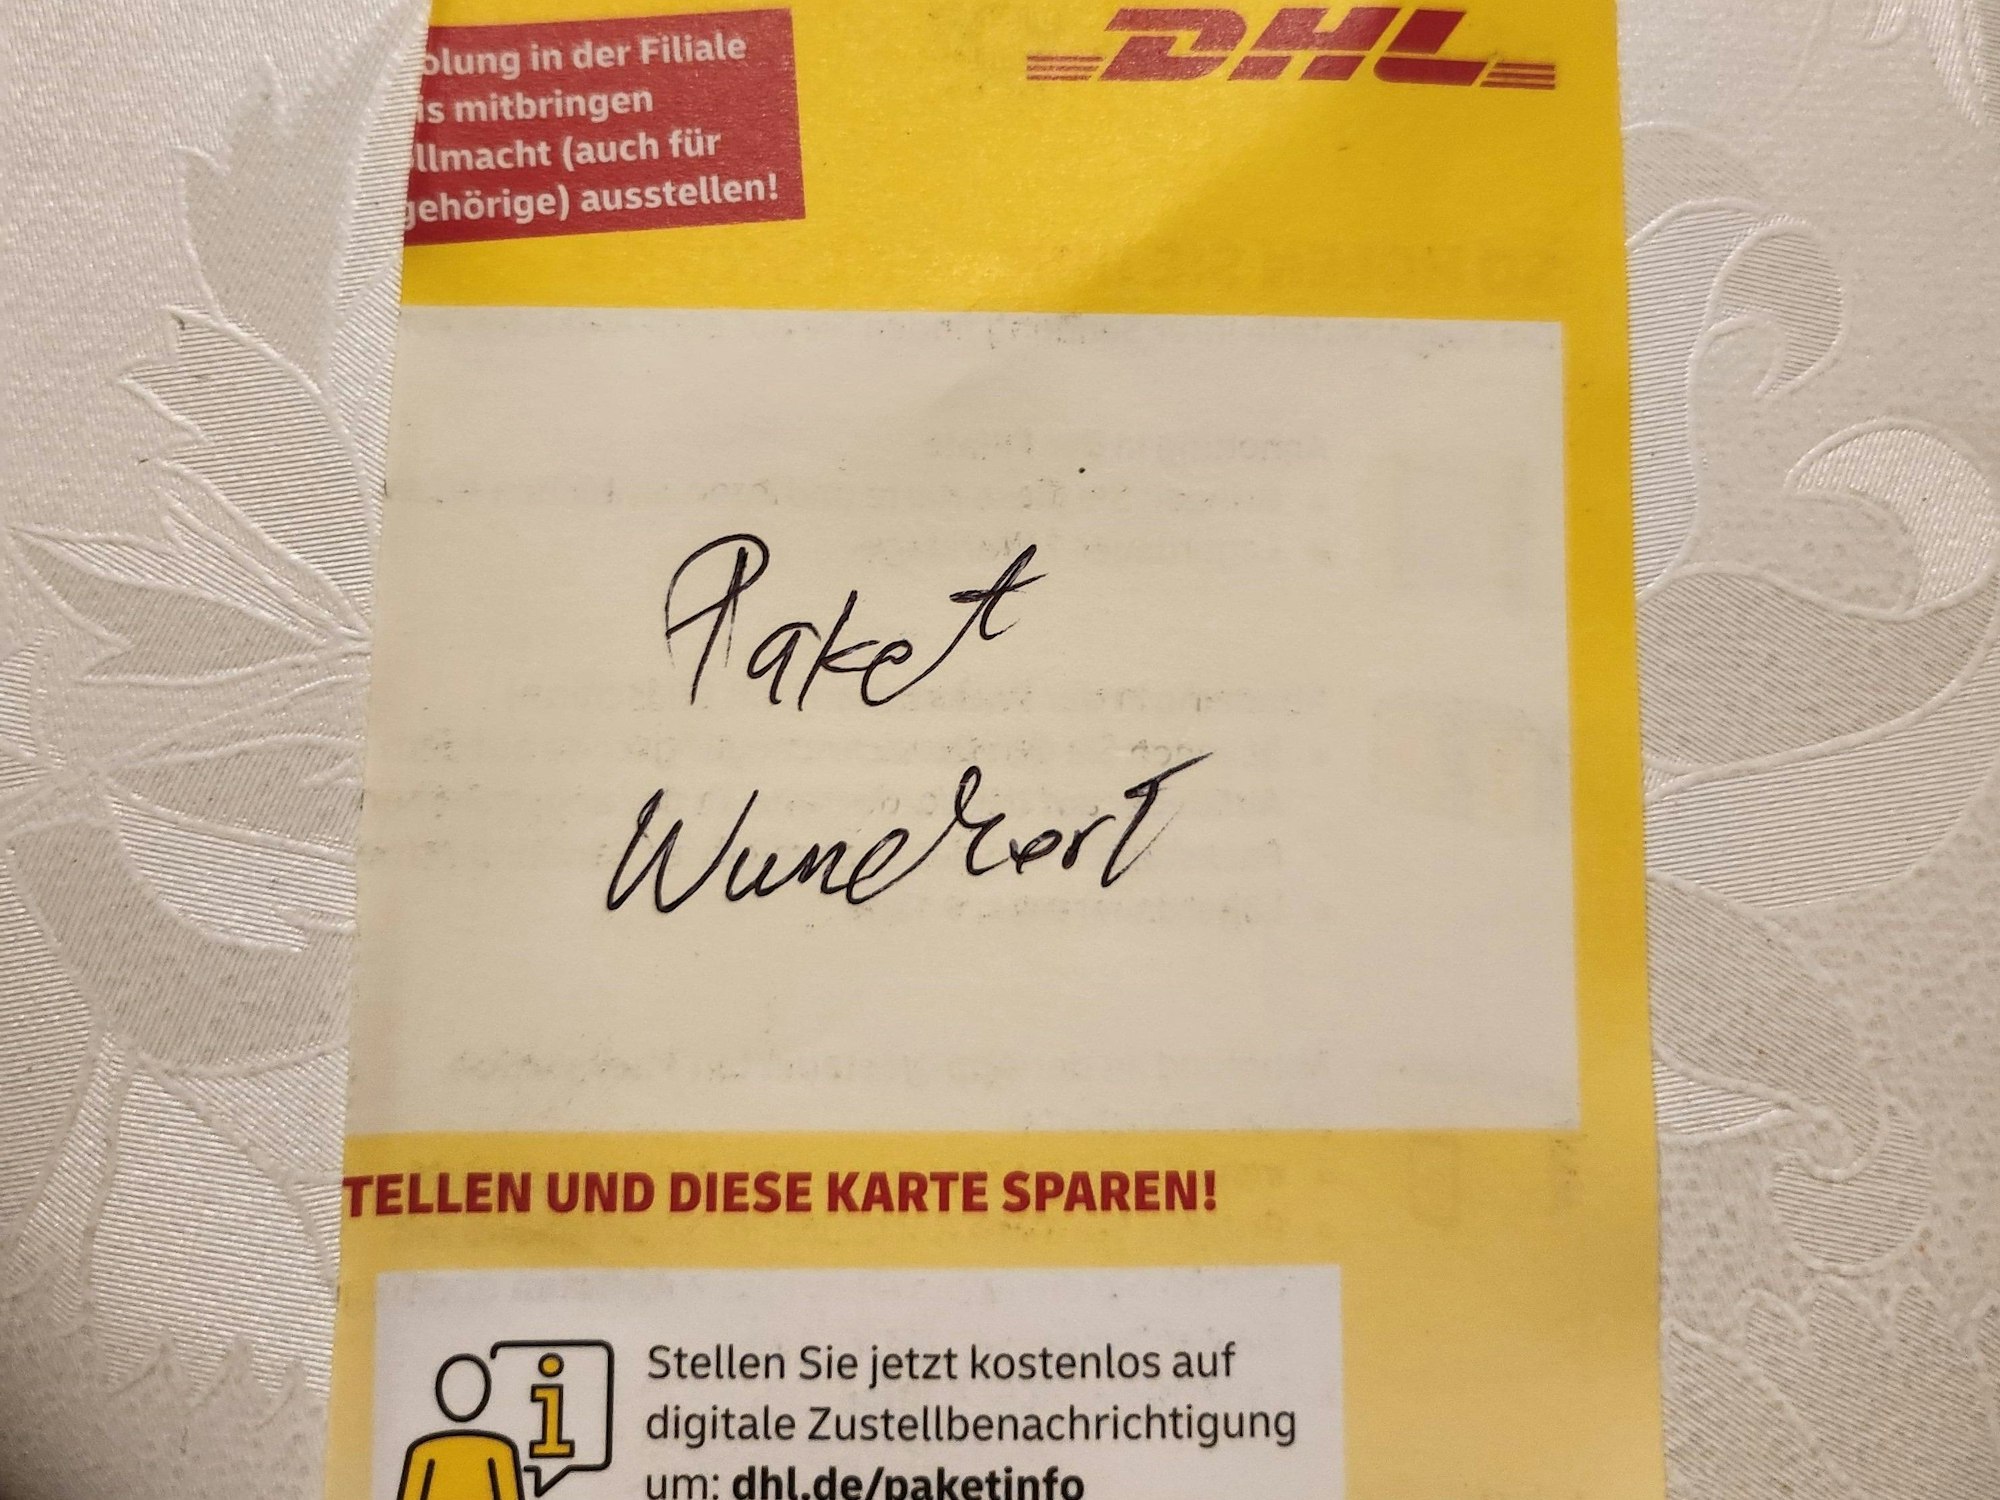 olung in der Filiale
is mitbringen
llmacht (auch für
gehörige) ausstellen!
DHL
Paket
Wunckort
TELLEN UND DIESE KARTE SPAREN!
i
Stellen Sie jetzt kostenlos auf
digitale Zustellbenachrichtigung
um: dhl.de/paketinfo